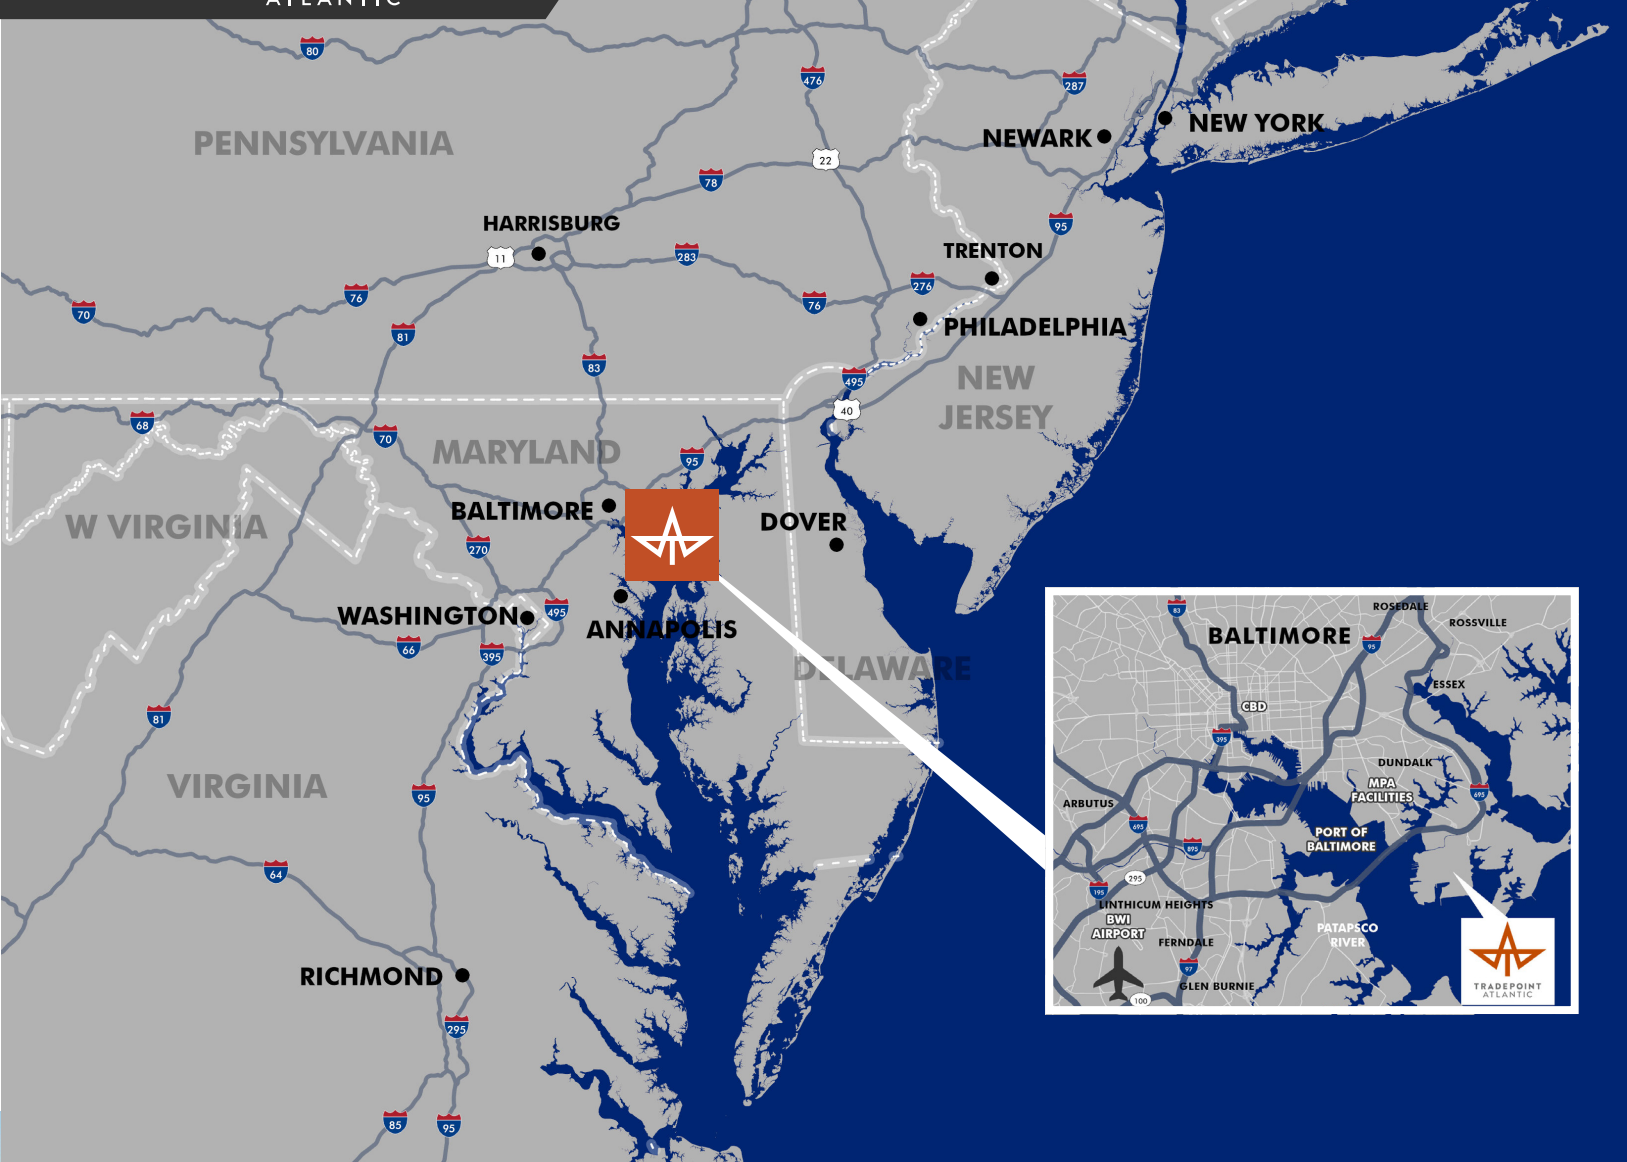 ATLANTIC
80
476
287
NEW YORK
NEWARK
PENNSYLVANIA
22
78
HARRISBURG
95
11
283
TRENTON
276
76
76
70
PHILADELPHIA
81
83
495
NEW
JERSEY
40
68
70
MARYLAND
95
BALTIMORE
W VIRGINIA
DOVER
270
WASHINGTON
495
ANNAPOLIS
66
395
DELAWARE
81
VIRGINIA
95
64
RICHMOND
295
85
95
83
ROSEDALE
ROSSVILLE
BALTIMORE
95
ESSEX
CBD
395
DUNDALK
MPA
FACILITIES
695
ARBUTUS
695
PORT OF
BALTIMORE
895
295
195
LINTHICUM HEIGHTS
BWI
AIRPORT
PATAPSCO
RIVER
FERNDALE
97
GLEN BURNIE
100
TRADEPOINT
ATLANTIC